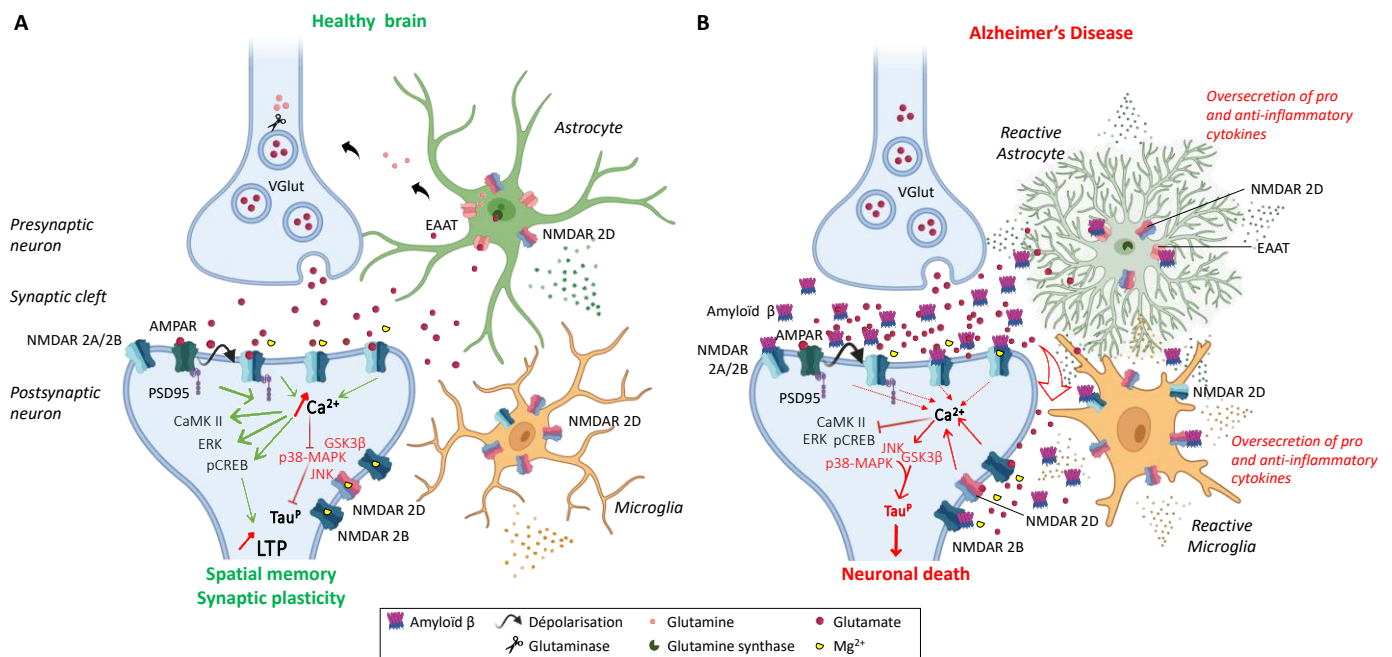 A
Healthy brain
Astrocyte
VGlut
EAAT
NMDAR 2D
Presynaptic
neuron
Synaptic cleft
AMPAR
NMDAR 2A/2B
Postsynaptic
neuron
PSD95
CaMK II
ERK
pCREB
Ca²⁺
GSK3β
p38-MAPK
JNK
Tauᴾ
LTP
NMDAR 2D
NMDAR 2B
NMDAR 2D
Microglia
Spatial memory
Synaptic plasticity
B
Alzheimer's Disease
Oversecretion of pro
and anti-inflammatory
cytokines
Reactive
Astrocyte
VGlut
NMDAR 2D
EAAT
Amyloïd β
AMPAR
NMDAR
2A/2B
PSD95
CaMK II
ERK pCREB
Ca²⁺
JNK
p38-MAPK
GSK3β
Tauᴾ
NMDAR 2D
NMDAR 2B
NMDAR 2D
Oversecretion of pro
and anti-inflammatory
cytokines
Reactive
Microglia
Neuronal death
Amyloïd β
Dépolarisation
Glutamine
Glutamate
Glutaminase
Glutamine synthase
Mg²⁺